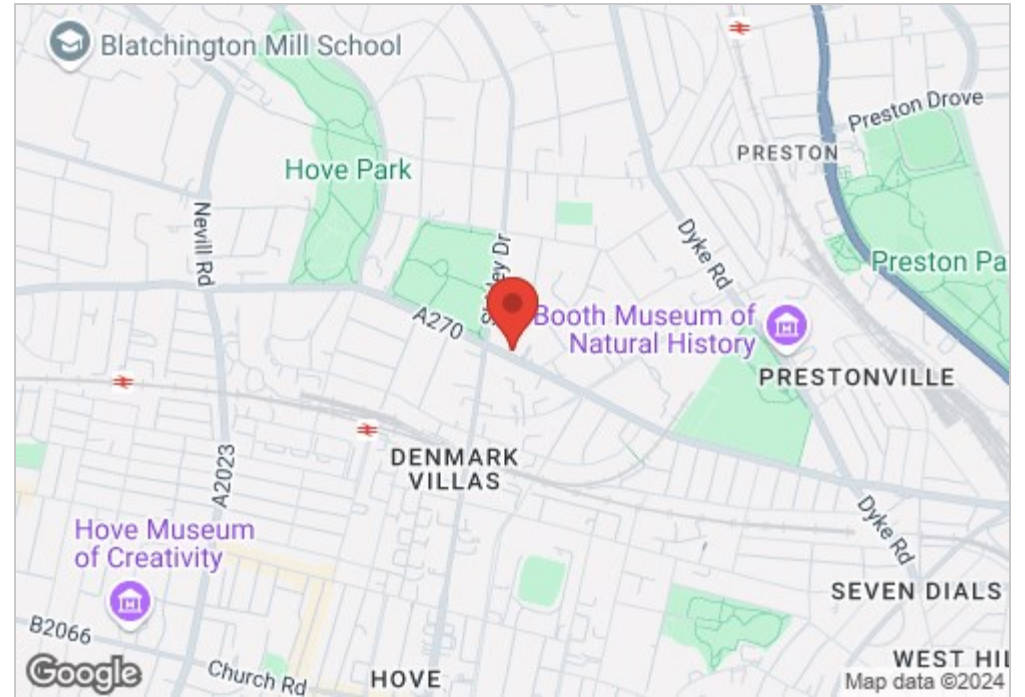 Blatchington Mill School
Preston Drove
PRESTON
Hove Park
Nevill Rd
Dyke Rd
Preston Pa
A270
Booth Museum of
Natural History
PRESTONVILLE
DENMARK
VILLAS
A2023
Dyke Rd
Hove Museum
of Creativity
SEVEN DIALS
B2066
Church Rd
HOVE
WEST HIL
Google
Map data ©2024